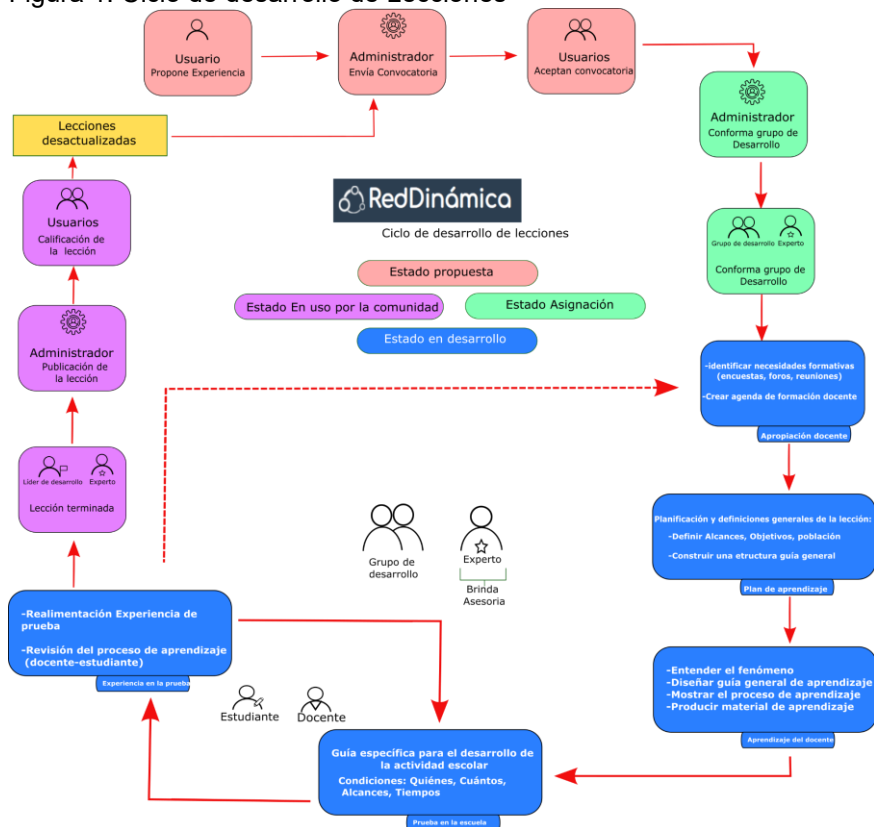 Figura 1. Ciclo de desarrollo de Lecciones
Usuario
Propone Experiencia
Administrador
Envía Convocatoria
Usuarios
Aceptan convocatoria
Administrador
Conforma grupo de
Desarrollo
Grupo de desarrollo Experto
Conforma grupo de
Desarrollo
Lecciones
desactualizadas
Usuarios
Calificación de
la lección
Administrador
Publicación de
la lección
Líder de desarrollo Experto
Lección terminada
RedDinámica
Ciclo de desarrollo de lecciones
Estado propuesta
Estado En uso por la comunidad
Estado Asignación
Estado en desarrollo
-identificar necesidades formativas
(encuestas, foros, reuniones)
-Crear agenda de formación docente
Apropiación docente
Planificación y definiciones generales de la lección:
-Definir Alcances, Objetivos, población
-Construir una etructura guía general
Plan de aprendizaje
-Entender el fenómeno
-Diseñar guía general de aprendizaje
-Mostrar el proceso de aprendizaje
-Producir material de aprendizaje
Aprendizaje del docente
Grupo de
desarrollo
Experto
Brinda
Asesoria
-Realimentación Experiencia de
prueba
-Revisión del proceso de aprendizaje
(docente-estudiante)
Experiencia en la prueba
Estudiante
Docente
Guía específica para el desarrollo de
la actividad escolar
Condiciones: Quiénes, Cuántos,
Alcances, Tiempos
Prueba en la escuela